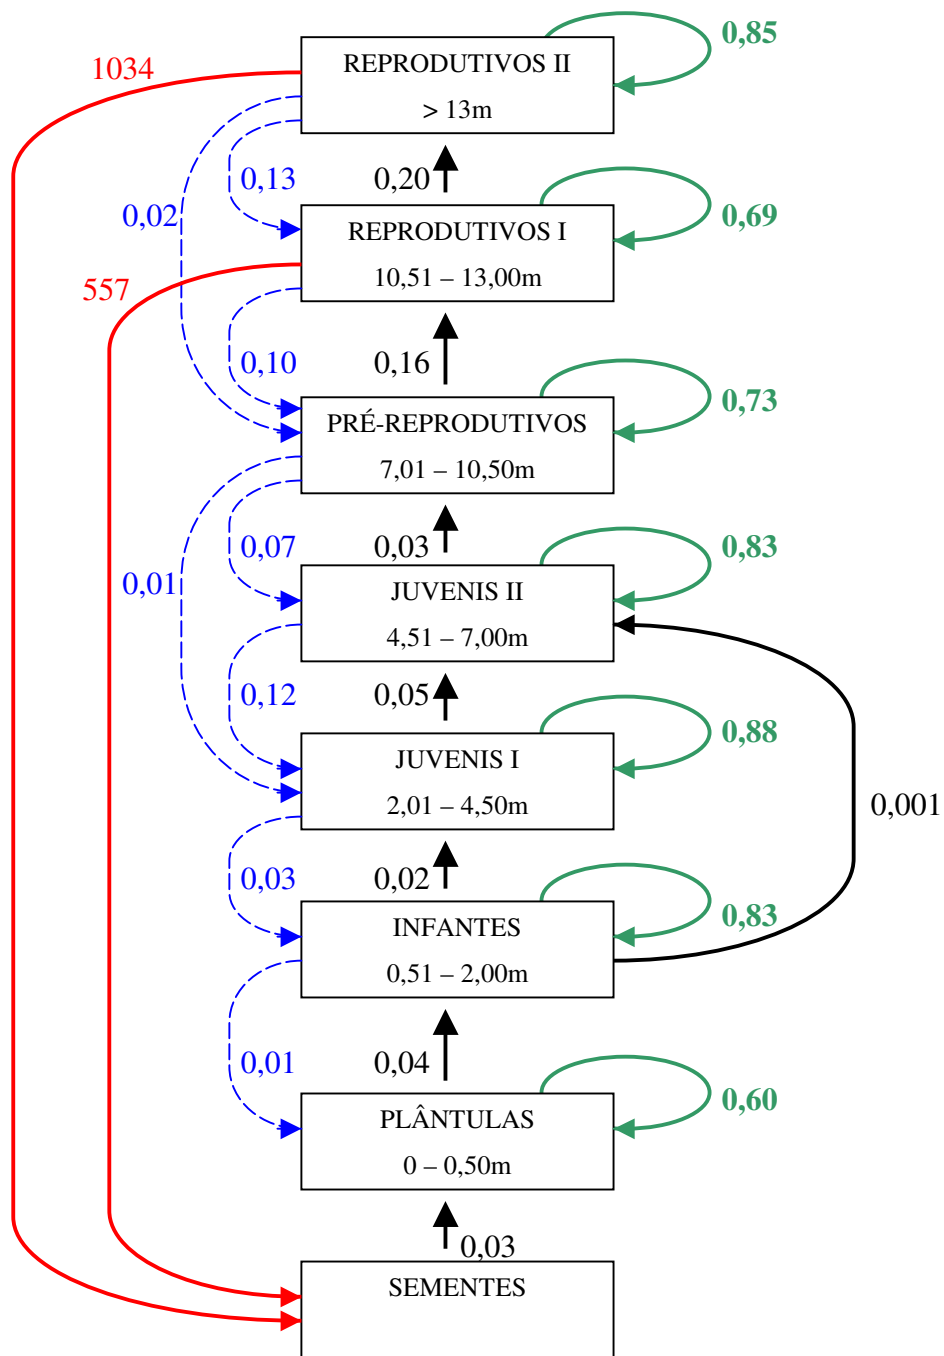 0,85
REPRODUTIVOS II
1034
> 13m
0,13
0,20
0,02
0,69
REPRODUTIVOS I
10,51 – 13,00m
557
0,10
0,16
0,73
PRÉ-REPRODUTIVOS
7,01 – 10,50m
0,07
0,03
0,83
0,01
JUVENIS II
4,51 – 7,00m
0,12
0,05
0,88
JUVENIS I
2,01 – 4,50m
0,001
0,03
0,02
0,83
INFANTES
0,51 – 2,00m
0,01
0,04
0,60
PLÂNTULAS
0 – 0,50m
0,03
SEMENTES